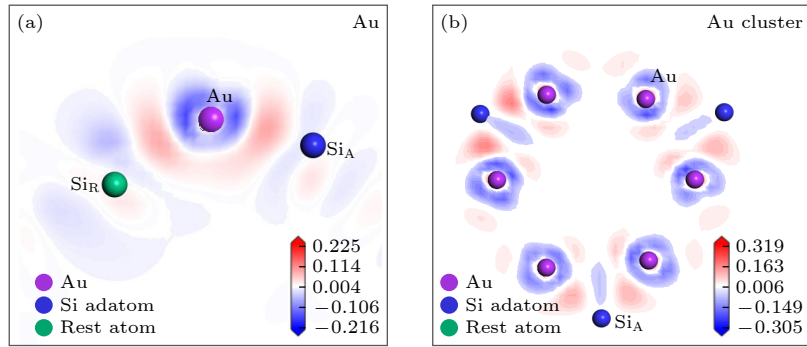 (a) Au
Au
SiA
SiR
0.225
0.114
0.004
−0.106
−0.216
Au
Si adatom
Rest atom
(b) Au cluster
Au
0.319
0.163
0.006
−0.149
−0.305
Au
Si adatom
Rest atom
SiA